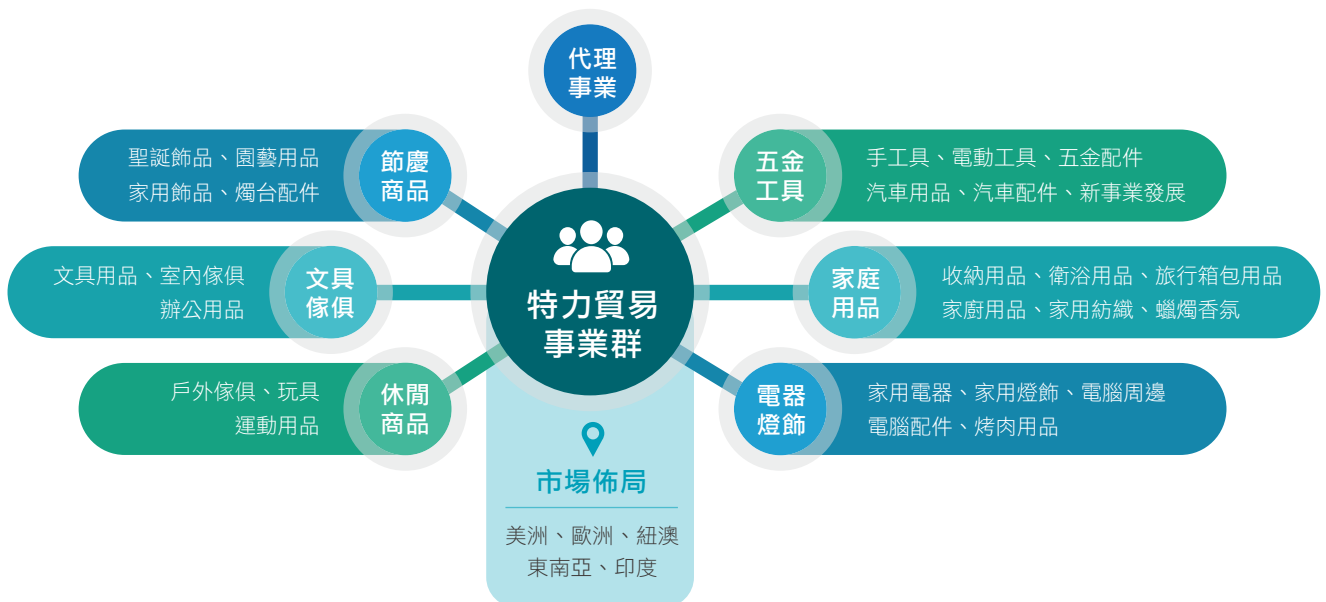 代理
事業
節慶
商品
聖誕飾品、園藝用品
家用飾品、燭台配件
五金
工具
手工具、電動工具、五金配件
汽車用品、汽車配件、新事業發展
文具
傢俱
文具用品、室內傢俱
辦公用品
特力貿易
事業群
家庭
用品
收納用品、衛浴用品、旅行箱包用品
家廚用品、家用紡織、蠟燭香氛
休閒
商品
戶外傢俱、玩具
運動用品
電器
燈飾
家用電器、家用燈飾、電腦周邊
電腦配件、烤肉用品
市場佈局
美洲、歐洲、紐澳
東南亞、印度